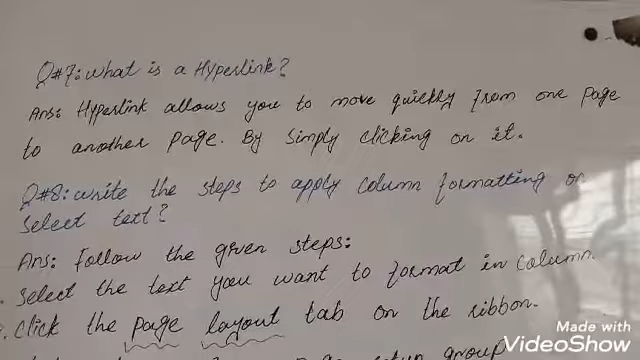 Q#7: What is a Hyperlink?
Ans: Hyperlink allows you to move quickly from one page
to another page. By simply clicking on it.
Q#8: write the steps to apply column formatting on
select text?
Ans: Follow the given steps:
. Select the text you want to format in column.
. Click the page layout tab on the ribbon.
setup group
Made with
VideoShow